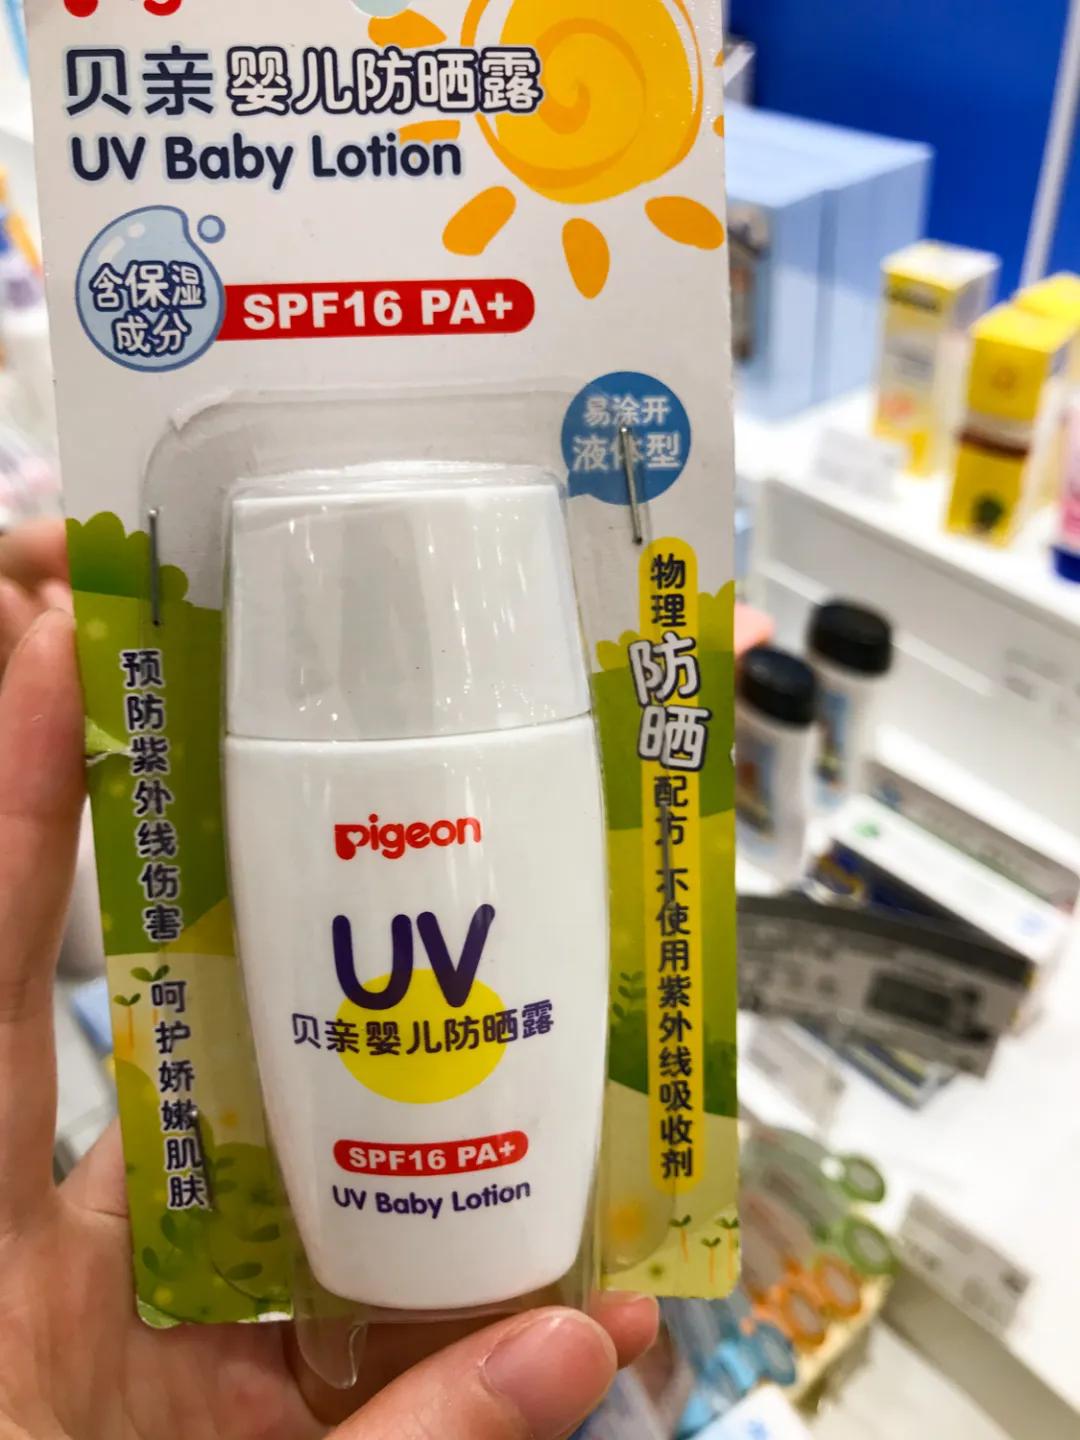 贝亲婴儿防晒露
UV Baby Lotion
含保湿
成分
SPF16 PA+
易涂开
液体型
物理防晒配方 不使用紫外线吸收剂
预防紫外线伤害 呵护娇嫩肌肤
pigeon
UV
贝亲婴儿防晒露
SPF16 PA+
UV Baby Lotion